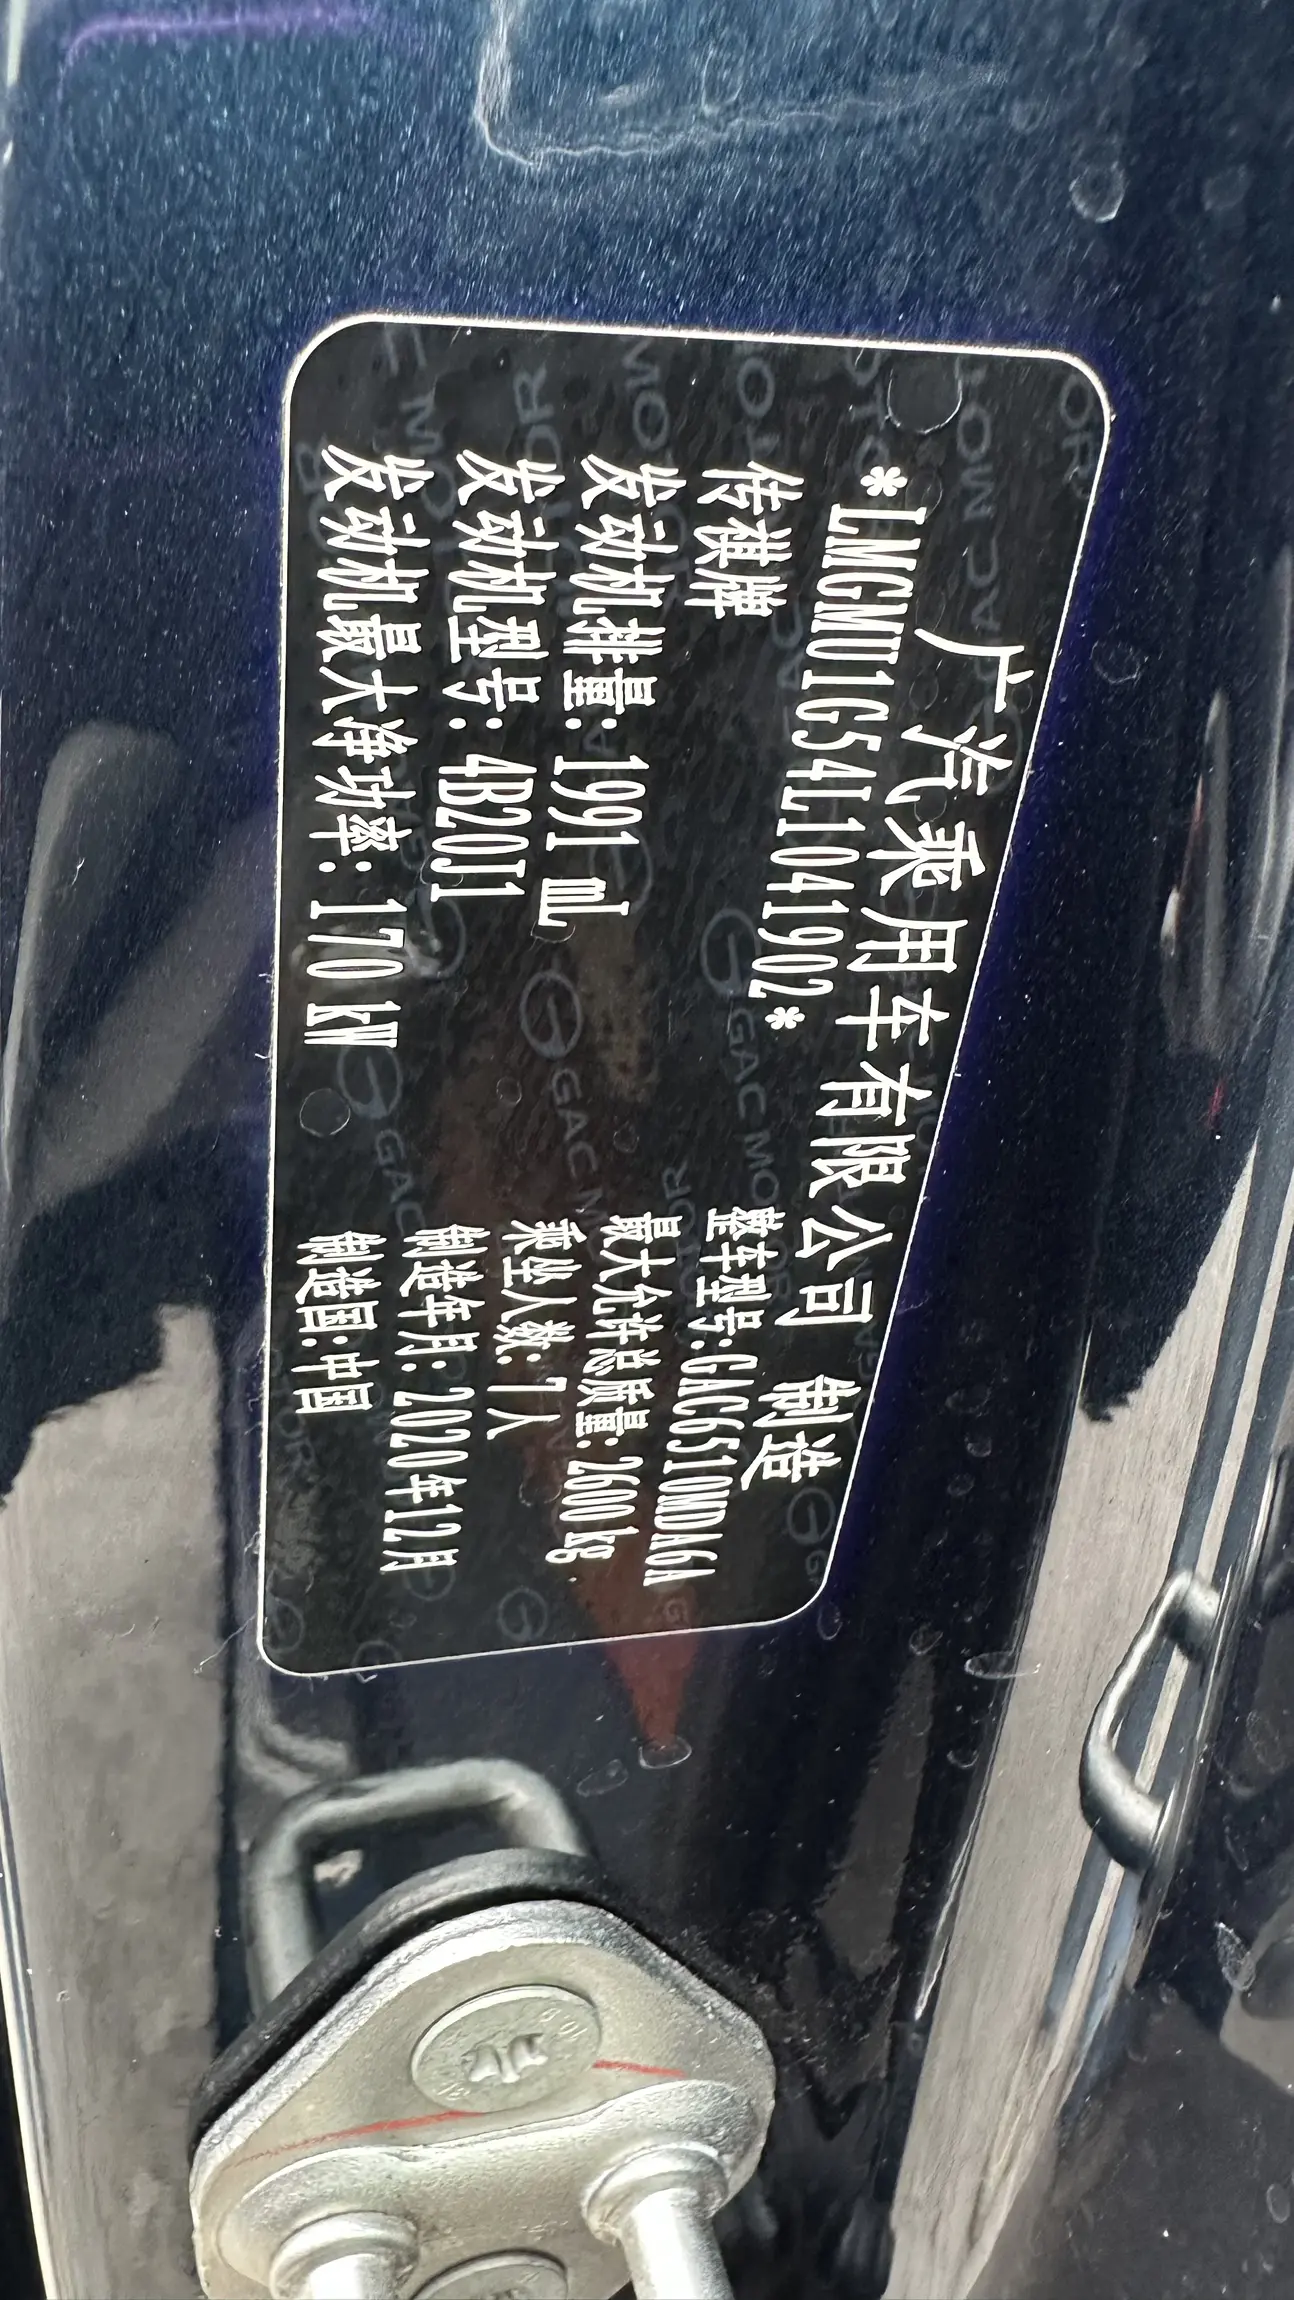 广汽乘用车有限公司 制造
*LMGMU1G54L1041902*
传祺牌
整车型号:GAC6510MDA6A
发动机排量:1991 mL
最大允许总质量:2600 kg
发动机型号:4B20J1
乘坐人数:7人
制造年月:2020年12月
发动机最大净功率:170 kW
制造国:中国
GAC MOTOR